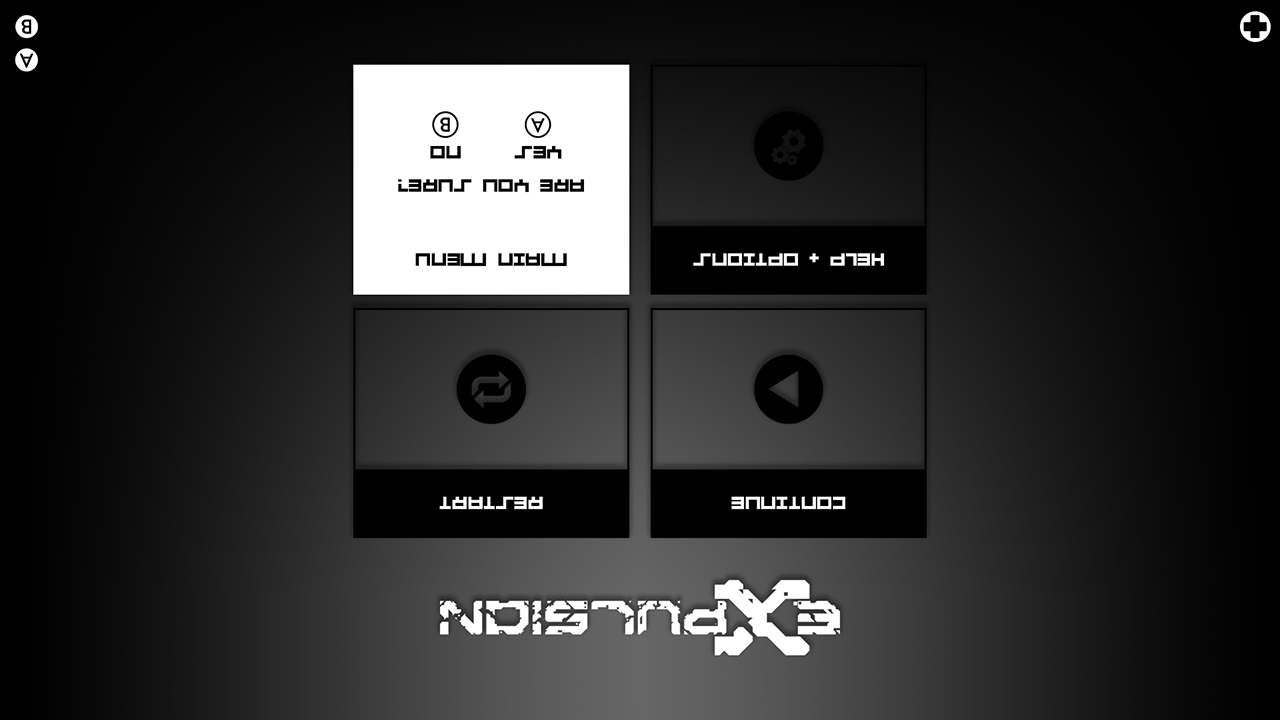 EXPULSION
CONTINUE
RESTART
HELP + OPTIONS
MAIN MENU
ARE YOU SURE?
YES NO
A B
A
B